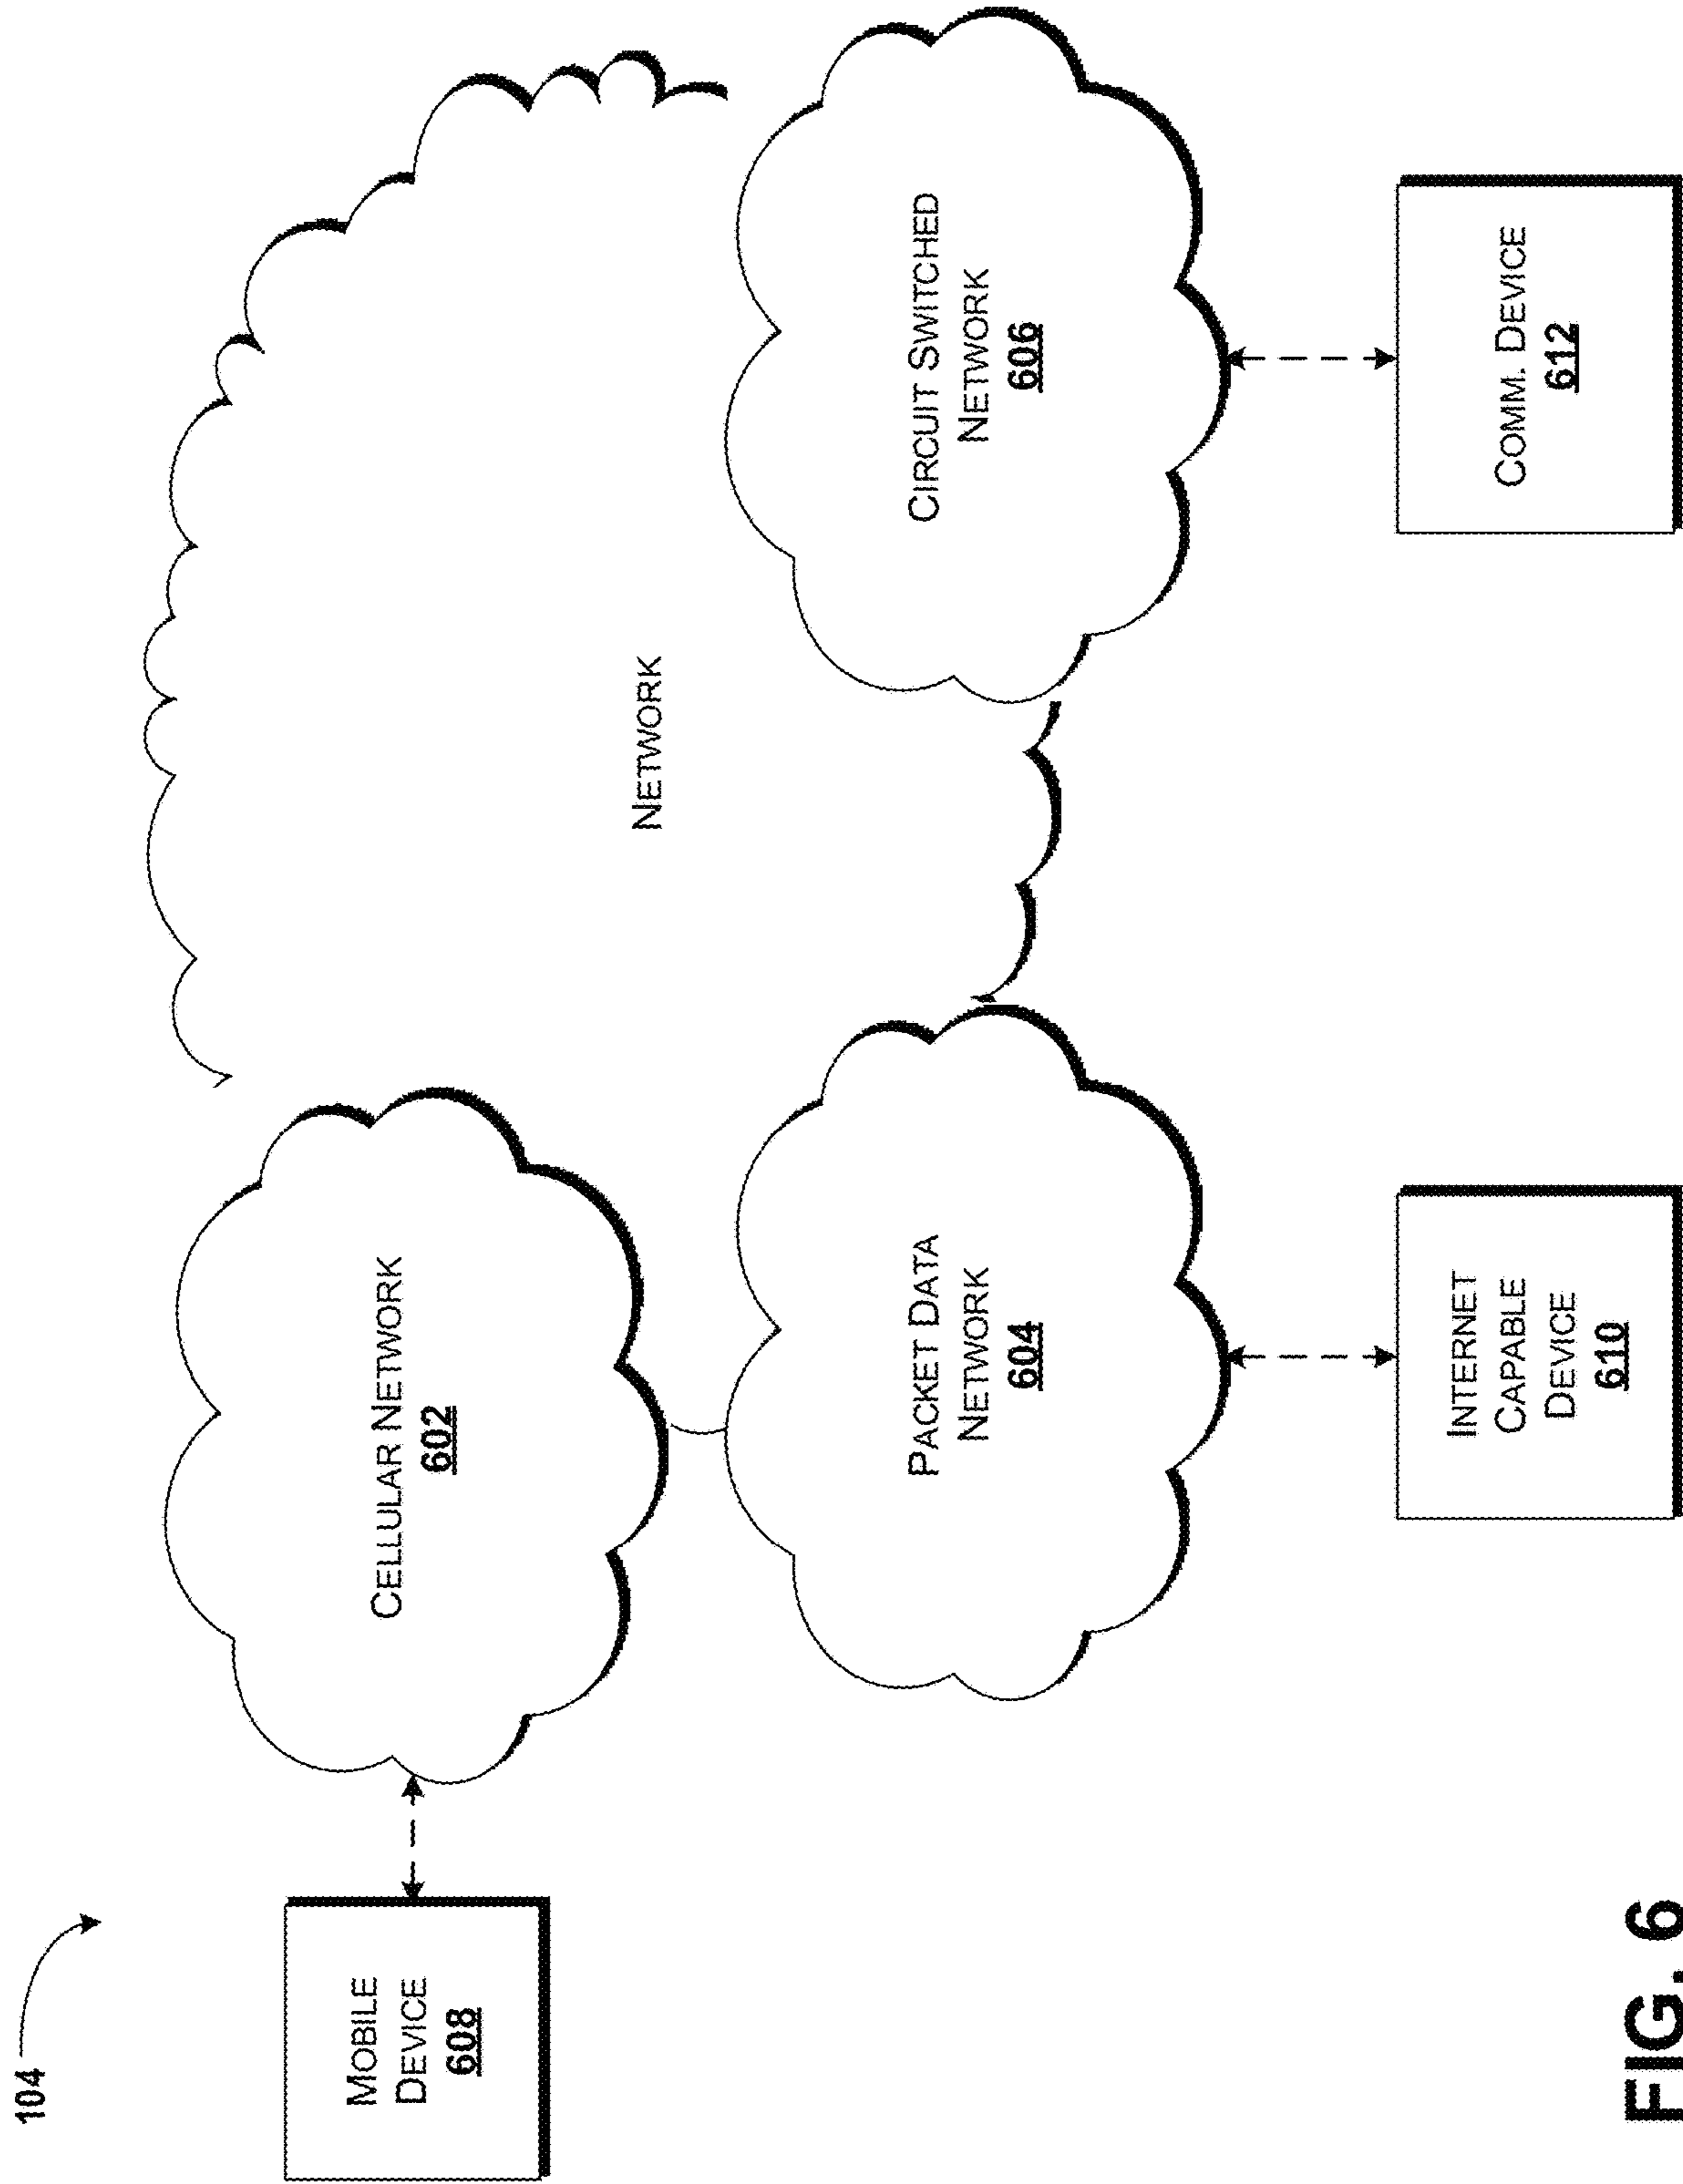 104
MOBILE
DEVICE
608
CELLULAR NETWORK
602
NETWORK
PACKET DATA
NETWORK
604
CIRCUIT SWITCHED
NETWORK
606
INTERNET
CAPABLE
DEVICE
610
COMM. DEVICE
612
FIG. 6